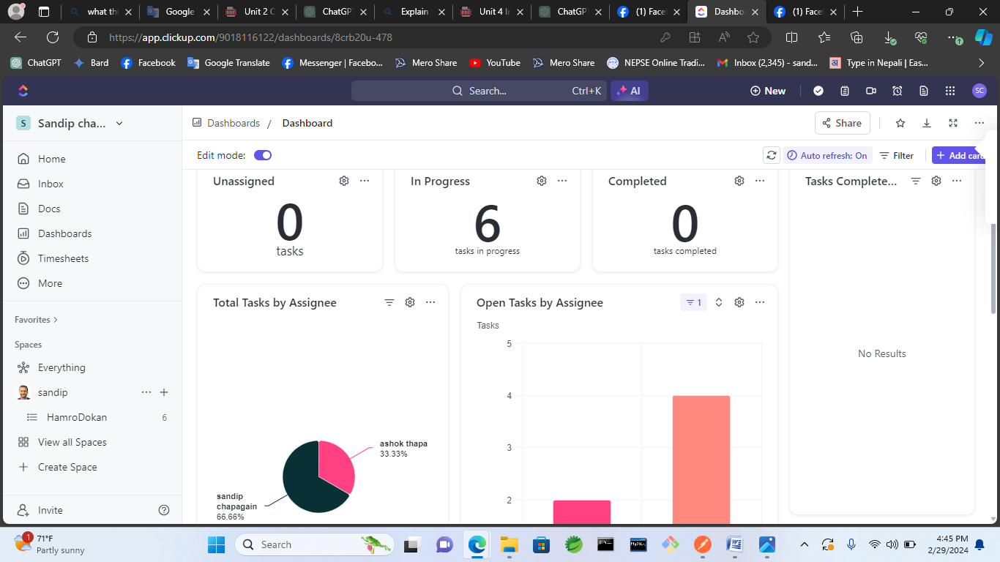 what thi
Google
Unit 2 C
ChatGPT
Explain
Unit 4 Ir
ChatGPT
(1) Facel
Dashbo
(1) Facel
https://app.clickup.com/9018116122/dashboards/8crb20u-478
ChatGPT
Bard
Facebook
Google Translate
Messenger | Facebo...
Mero Share
YouTube
Mero Share
NEPSE Online Tradi...
Inbox (2,345) - sand...
Type in Nepali | Eas...
Search...
Ctrl+K
AI
New
SC
S
Sandip cha...
Dashboards / Dashboard
Share
Home
Inbox
Docs
Dashboards
Timesheets
More
Favorites
Spaces
Everything
sandip
HamroDokan
6
View all Spaces
Create Space
Invite
Edit mode:
Auto refresh: On
Filter
Add card
Unassigned
0
tasks
In Progress
6
tasks in progress
Completed
0
tasks completed
Tasks Complete...
No Results
Total Tasks by Assignee
ashok thapa
33.33%
sandip
chapagain
66.66%
Open Tasks by Assignee
1
Tasks
5
4
3
2
1
71°F
Partly sunny
Search
4:45 PM
2/29/2024